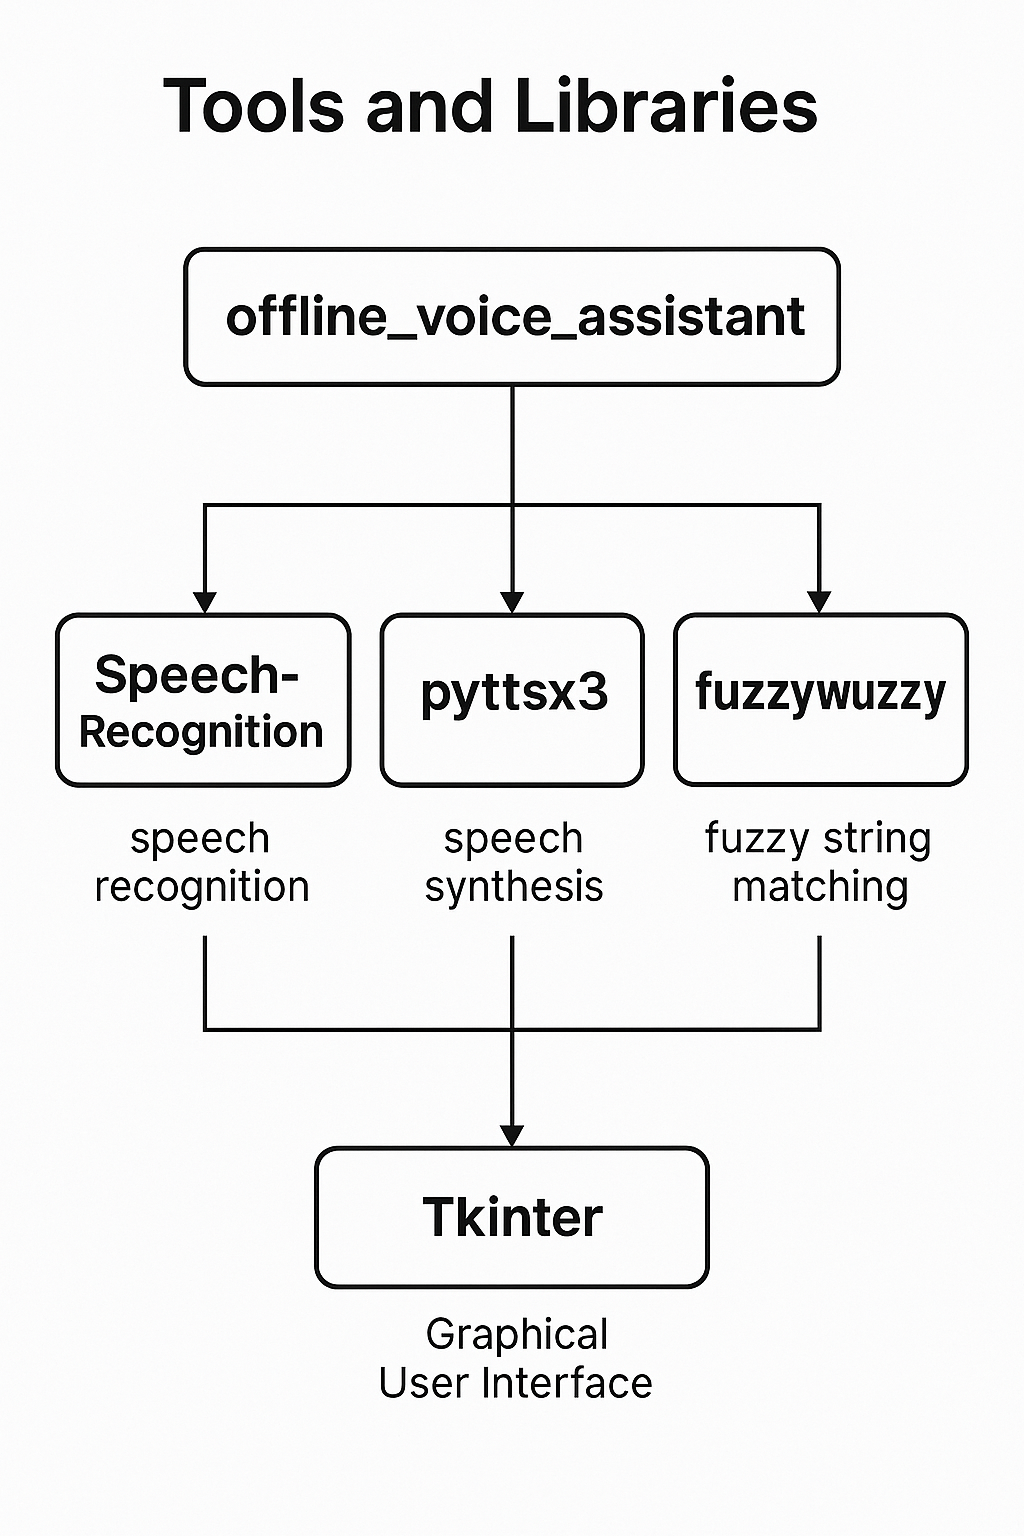 Tools and Libraries
offline_voice_assistant
Speech-
Recognition
pyttsx3
fuzzywuzzy
speech
recognition
speech
synthesis
fuzzy string
matching
Tkinter
Graphical
User Interface